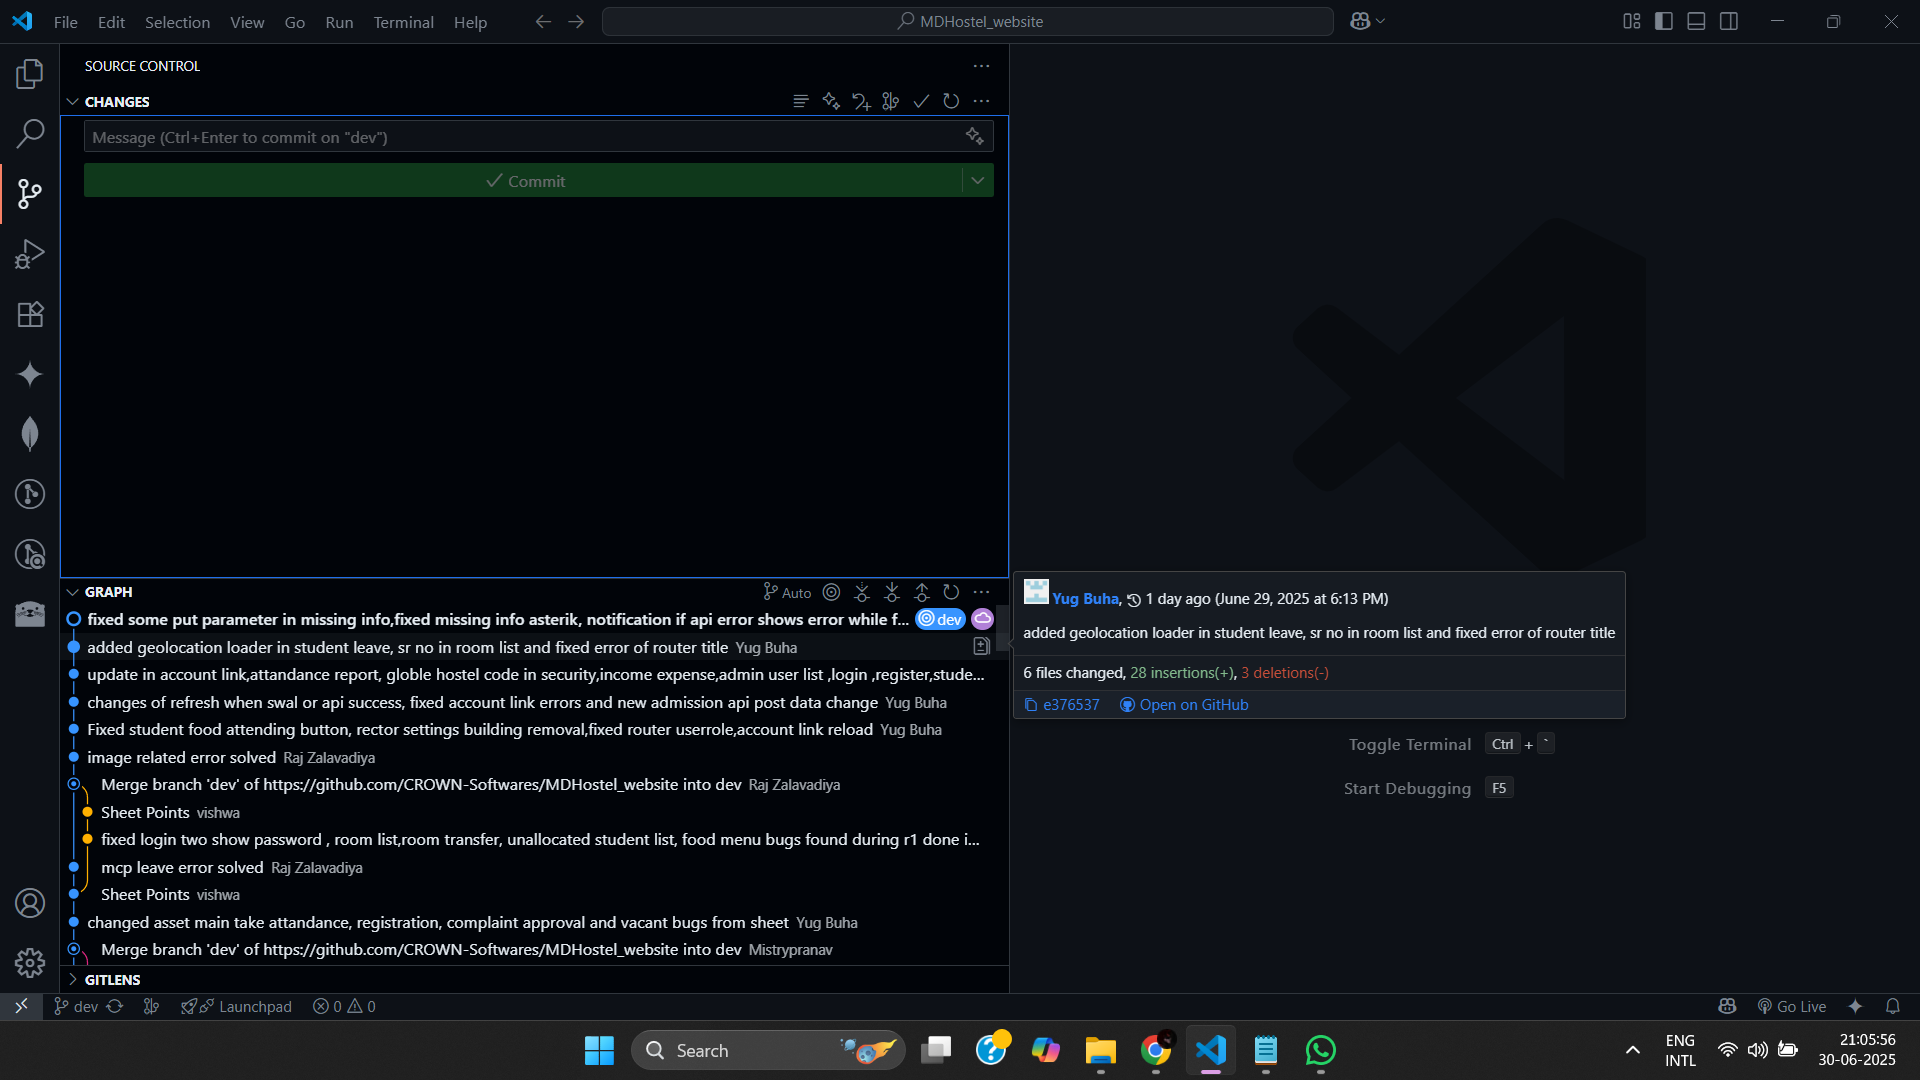 File Edit Selection View Go Run Terminal Help
MDHostel_website
SOURCE CONTROL
CHANGES
Message (Ctrl+Enter to commit on "dev")
Commit
GRAPH
Auto
fixed some put parameter in missing info,fixed missing info asterik, notification if api error shows error while f... dev
added geolocation loader in student leave, sr no in room list and fixed error of router title Yug Buha
update in account link,attandance report, globle hostel code in security,income expense,admin user list ,login ,register,stude...
changes of refresh when swal or api success, fixed account link errors and new admission api post data change Yug Buha
Fixed student food attending button, rector settings building removal,fixed router userrole,account link reload Yug Buha
image related error solved Raj Zalavadiya
Merge branch 'dev' of https://github.com/CROWN-Softwares/MDHostel_website into dev Raj Zalavadiya
Sheet Points vishwa
fixed login two show password , room list,room transfer, unallocated student list, food menu bugs found during r1 done i...
mcp leave error solved Raj Zalavadiya
Sheet Points vishwa
changed asset main take attandance, registration, complaint approval and vacant bugs from sheet Yug Buha
Merge branch 'dev' of https://github.com/CROWN-Softwares/MDHostel_website into dev Mistrypranav
GITLENS
Yug Buha, 1 day ago (June 29, 2025 at 6:13 PM)
added geolocation loader in student leave, sr no in room list and fixed error of router title
6 files changed, 28 insertions(+), 3 deletions(-)
e376537 Open on GitHub
Toggle Terminal Ctrl + `
Start Debugging F5
dev Launchpad 0 0 Go Live
Search
ENG
INTL
21:05:56
30-06-2025